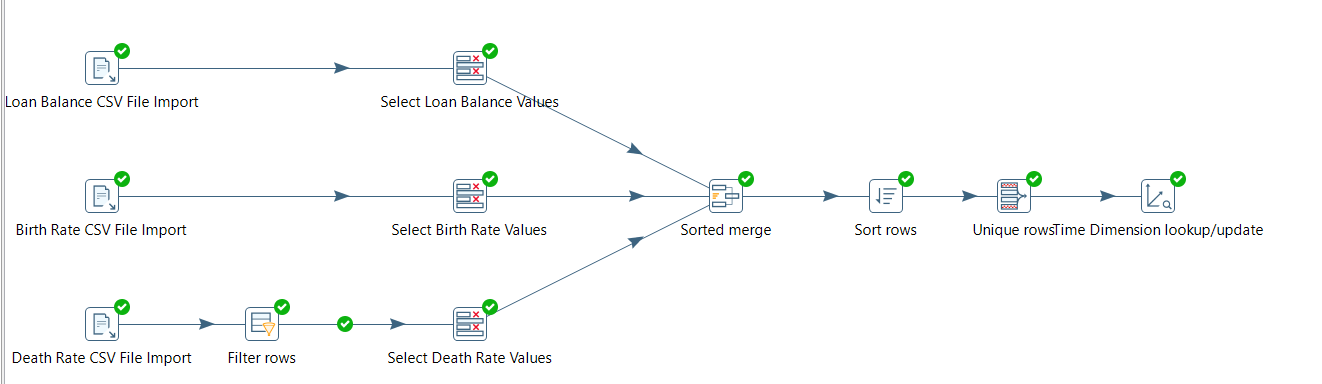 Loan Balance CSV File Import
Select Loan Balance Values
Birth Rate CSV File Import
Select Birth Rate Values
Sorted merge
Sort rows
Unique rows
Time Dimension lookup/update
Death Rate CSV File Import
Filter rows
Select Death Rate Values